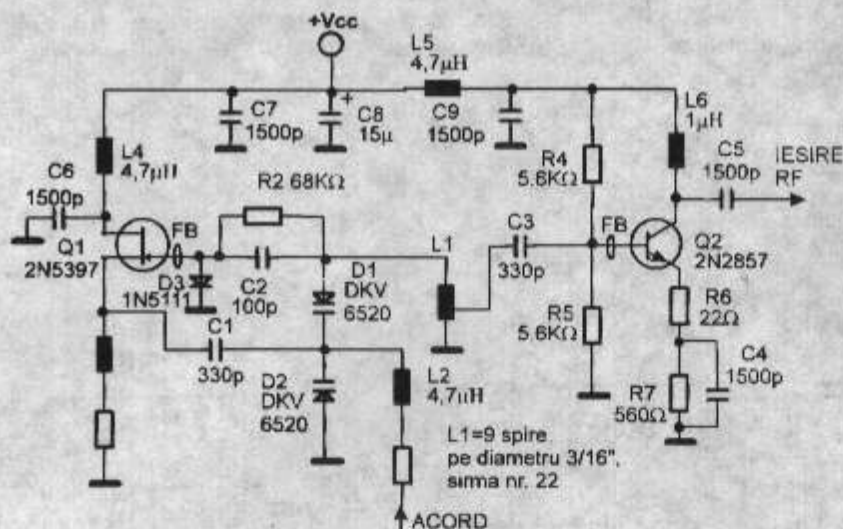 +Vcc
L5
4,7µH
C7
1500p
C8
15µ
+
C9
1500p
L6
1µH
C6
1500p
L4
4,7µH
R4
5.6KΩ
C5
1500p
IESIRE
RF
R2 68KΩ
FB
Q1
2N5397
D3
1N5111
C2
100p
D1
DKV
6520
L1
C3
330p
FB
Q2
2N2857
C1
330p
R5
5.6KΩ
R6
22Ω
D2
DKV
6520
L2
4,7µH
R7
560Ω
C4
1500p
L1=9 spire
pe diametru 3/16",
sirma nr. 22
ACORD